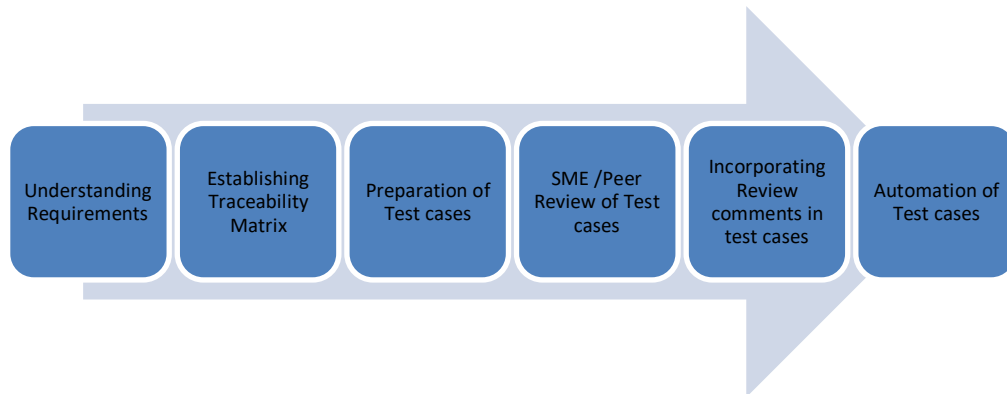 Understanding
Requirements
Establishing
Traceability
Matrix
Preparation of
Test cases
SME /Peer
Review of Test
cases
Incorporating
Review
comments in
test cases
Automation of
Test cases